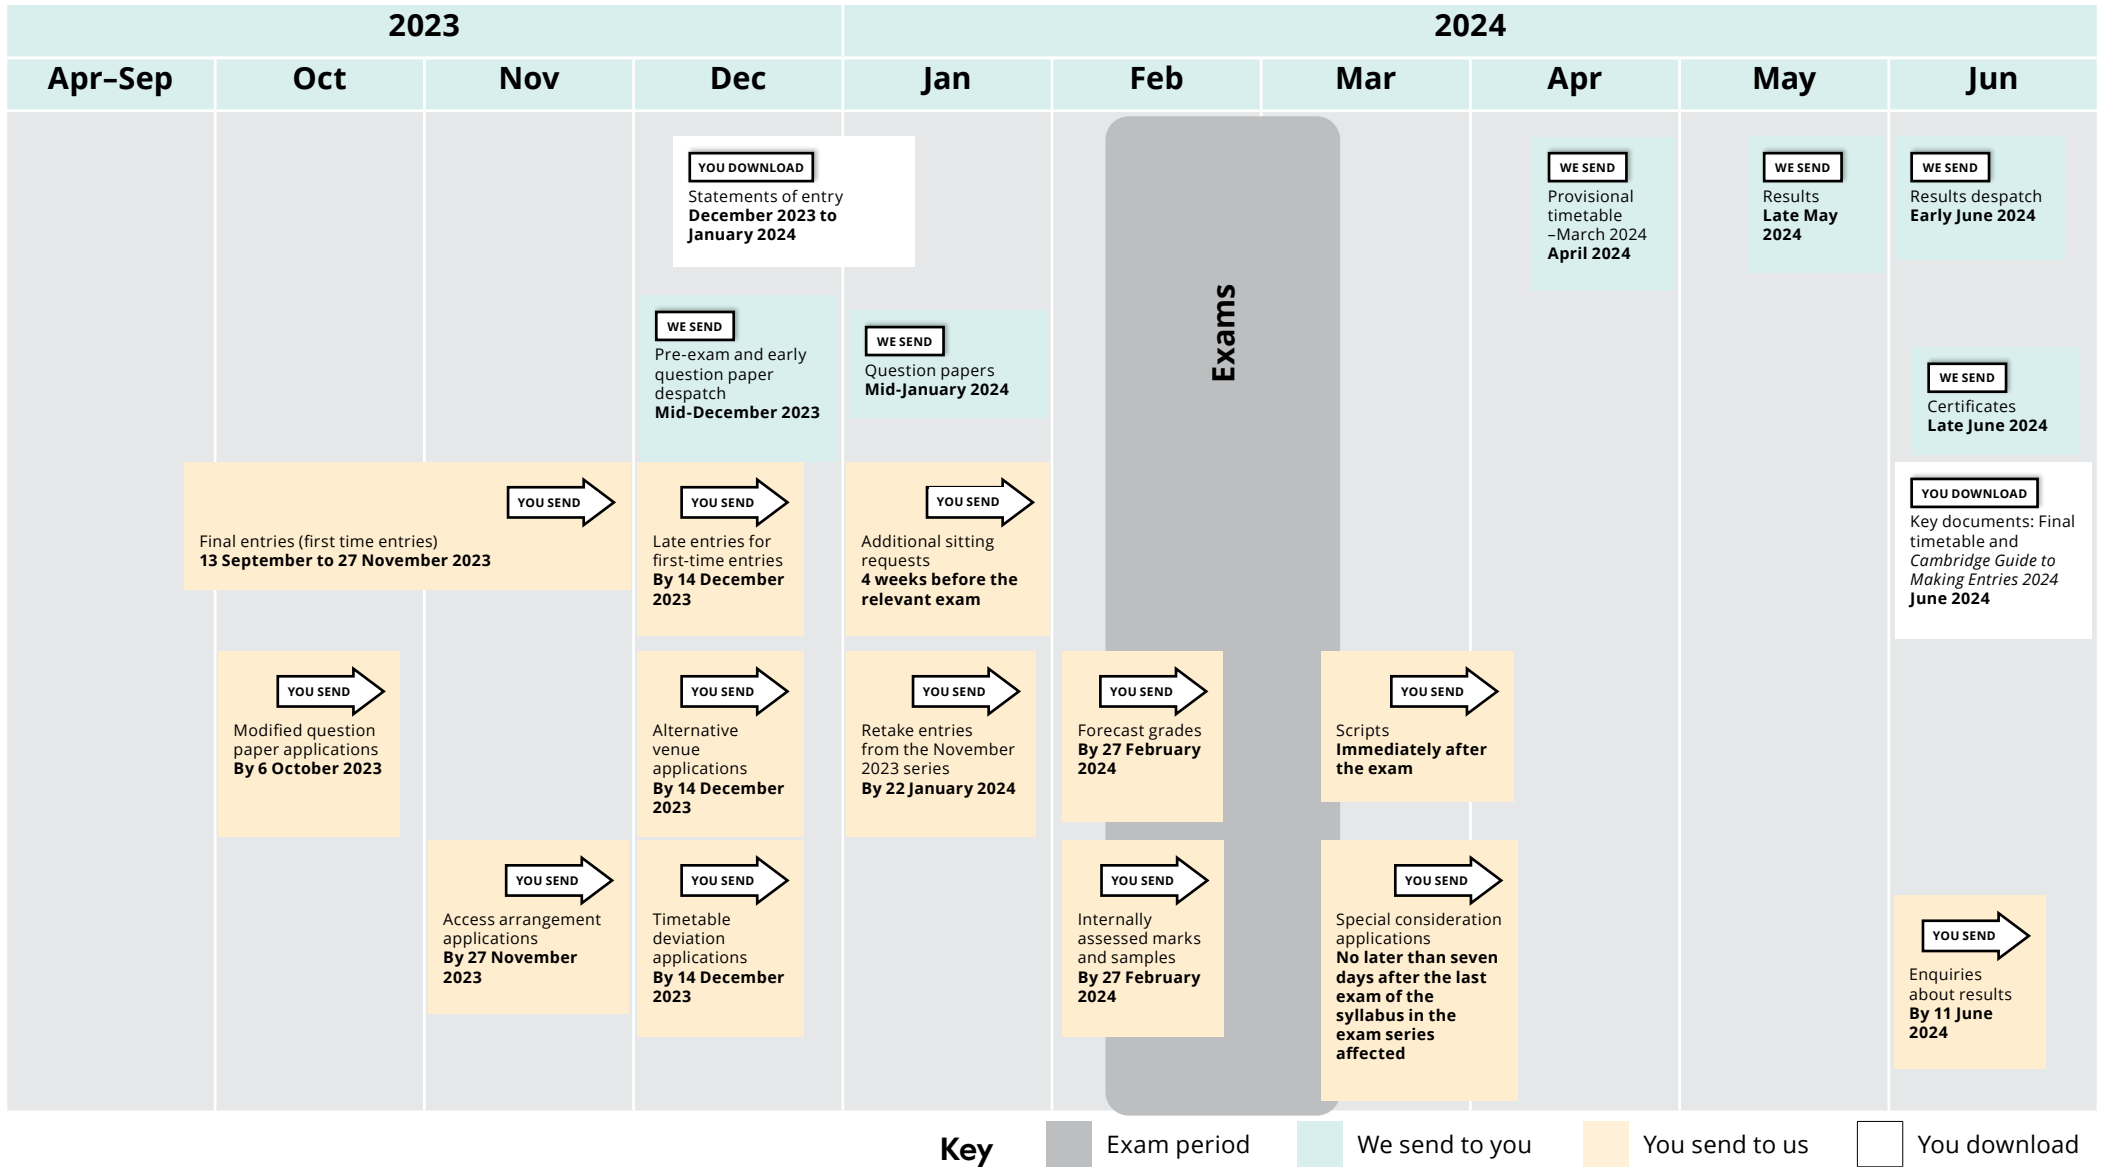 2023
2024
Apr–Sep
Oct
Nov
Dec
Jan
Feb
Mar
Apr
May
Jun
YOU DOWNLOAD
Statements of entry
December 2023 to
January 2024
WE SEND
Provisional
timetable
–March 2024
April 2024
WE SEND
Results
Late May
2024
WE SEND
Results despatch
Early June 2024
Exams
WE SEND
Pre-exam and early
question paper
despatch
Mid-December 2023
WE SEND
Question papers
Mid-January 2024
WE SEND
Certificates
Late June 2024
YOU SEND
Final entries (first time entries)
13 September to 27 November 2023
YOU SEND
Late entries for
first-time entries
By 14 December
2023
YOU SEND
Additional sitting
requests
4 weeks before the
relevant exam
YOU DOWNLOAD
Key documents: Final
timetable and
Cambridge Guide to
Making Entries 2024
June 2024
YOU SEND
Modified question
paper applications
By 6 October 2023
YOU SEND
Alternative
venue
applications
By 14 December
2023
YOU SEND
Retake entries
from the November
2023 series
By 22 January 2024
YOU SEND
Forecast grades
By 27 February
2024
YOU SEND
Scripts
Immediately after
the exam
YOU SEND
Access arrangement
applications
By 27 November
2023
YOU SEND
Timetable
deviation
applications
By 14 December
2023
YOU SEND
Internally
assessed marks
and samples
By 27 February
2024
YOU SEND
Special consideration
applications
No later than seven
days after the last
exam of the
syllabus in the
exam series
affected
YOU SEND
Enquiries
about results
By 11 June
2024
Key
Exam period
We send to you
You send to us
You download